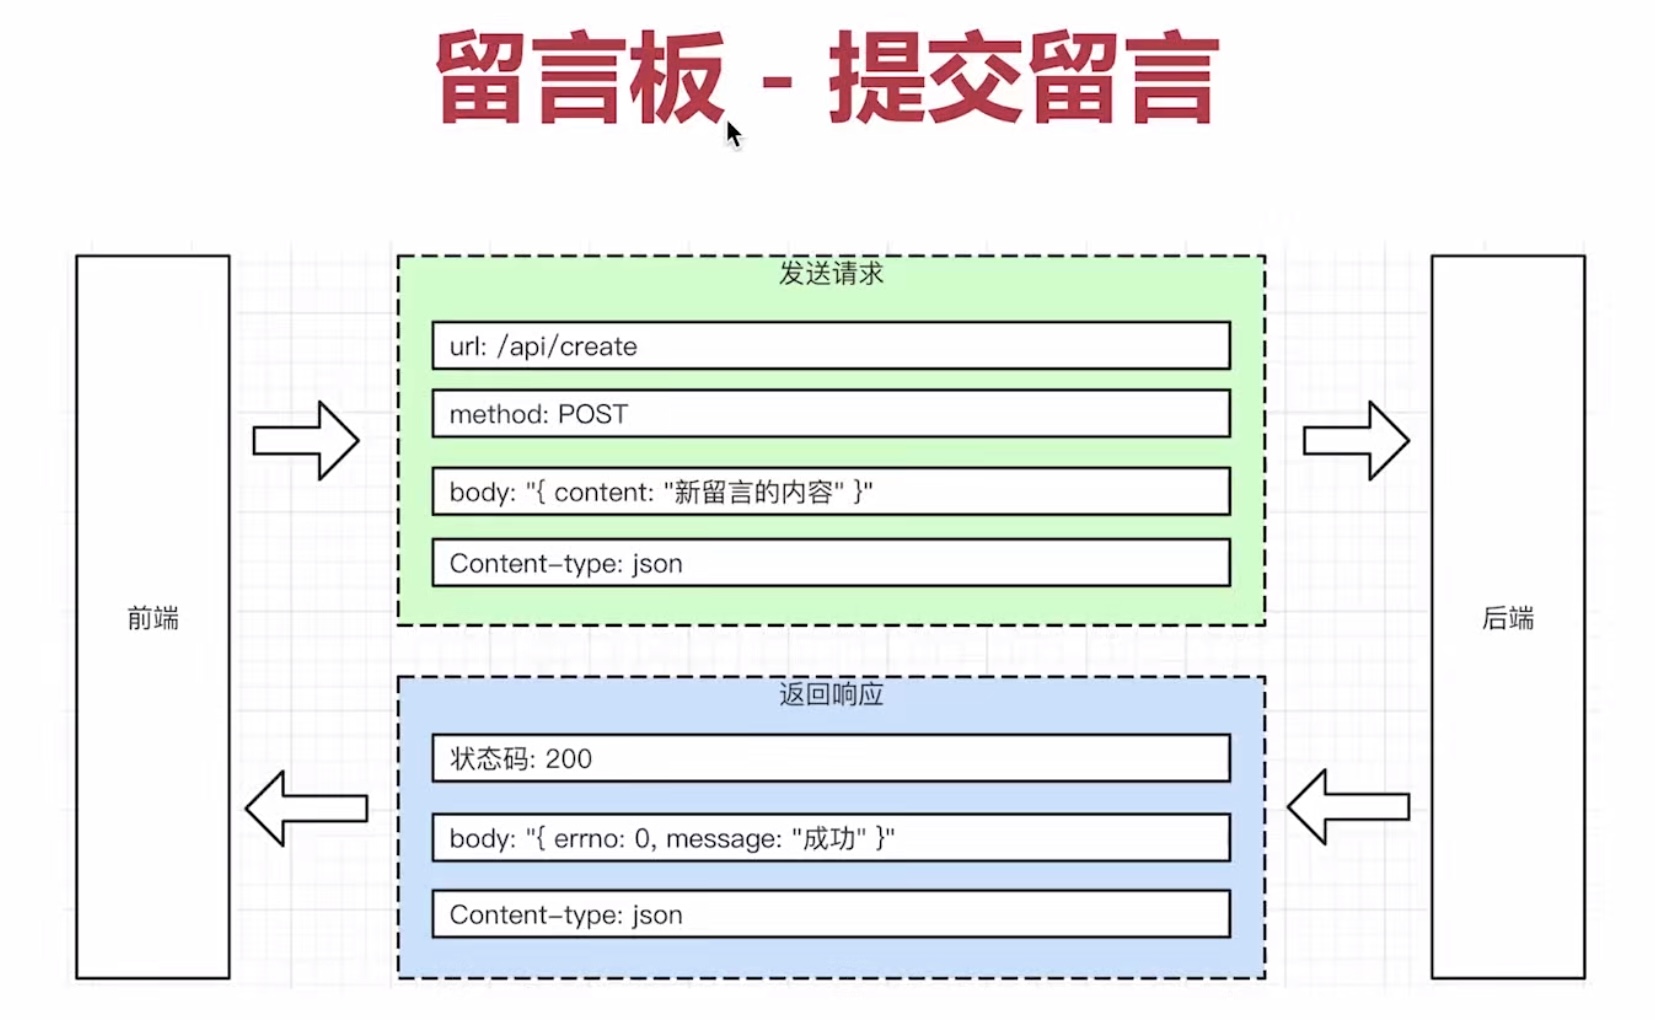 留言板 - 提交留言
发送请求
url: /api/create
method: POST
body: "{ content: "新留言的内容" }"
Content-type: json
前端
后端
返回响应
状态码: 200
body: "{ errno: 0, message: "成功" }"
Content-type: json